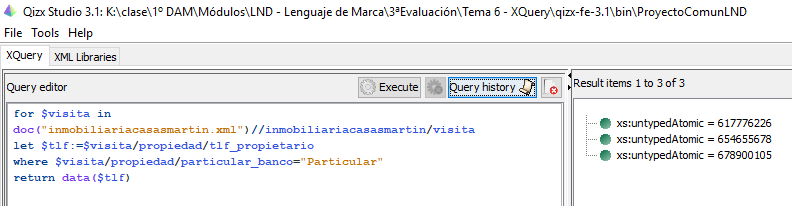 Qizx Studio 3.1: K:\clase\1º DAM\Módulos\LND - Lenguaje de Marca\3ªEvaluación\Tema 6 - XQuery\qizx-fe-3.1\bin\ProyectoComunLND
File Tools Help
XQuery XML Libraries
Query editor Execute Query history Result items 1 to 3 of 3
for $visita in
doc("inmobiliariacasasmartin.xml")//inmobiliariacasasmartin/visita
let $tlf:=$visita/propiedad/tlf_propietario
where $visita/propiedad/particular_banco="Particular"
return data($tlf)
xs:untypedAtomic = 617776226
xs:untypedAtomic = 654655678
xs:untypedAtomic = 678900105